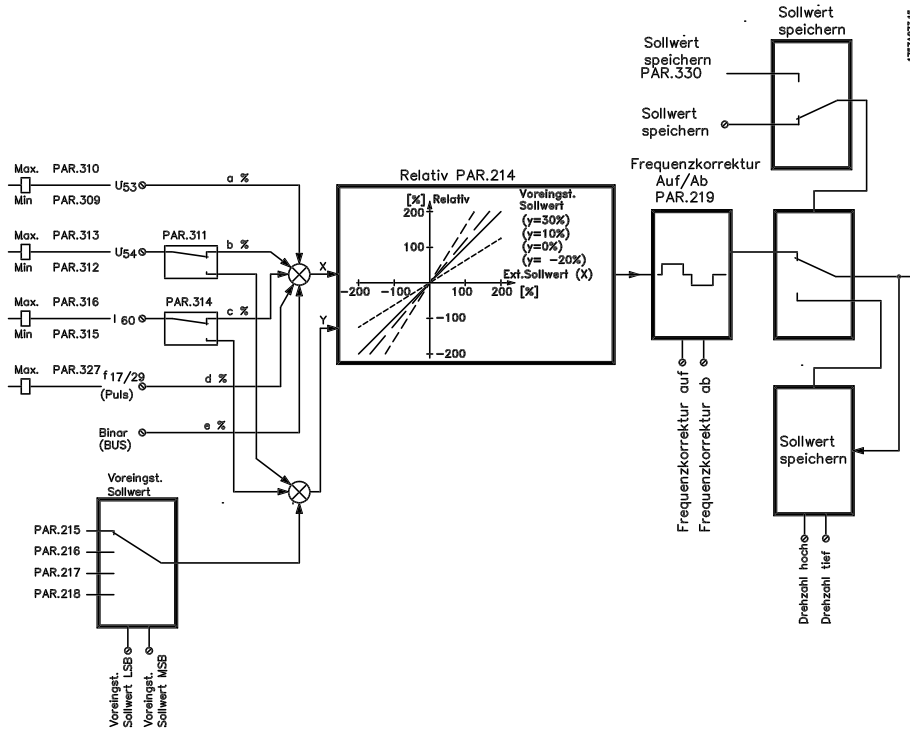 Sollwert
speichern
Sollwert
speichern
PAR.330
Sollwert
speichern
Max. PAR.310
U53
a %
Min PAR.309
Relativ PAR.214
Frequenzkorrektur
Auf/Ab
PAR.219
[%] Relativ
200
100
-200 -100
100 200
[%]
-100
-200
Voreingst.
Sollwert
(y=30%)
(y=10%)
(y=0%)
(y= -20%)
Ext.Sollwert (X)
Max. PAR.313
U54
PAR.311
b %
Min PAR.312
X
Max. PAR.316
I 60
PAR.314
c %
Min PAR.315
Y
Max. PAR.327
f 17/29
(Puls)
d %
Binar
(BUS)
e %
Frequenzkorrektur auf
Frequenzkorrektur ab
Sollwert
speichern
Drehzahl hoch
Drehzahl tief
Voreingst.
Sollwert
PAR.215
PAR.216
PAR.217
PAR.218
Voreingst.
Sollwert LSB
Voreingst.
Sollwert MSB